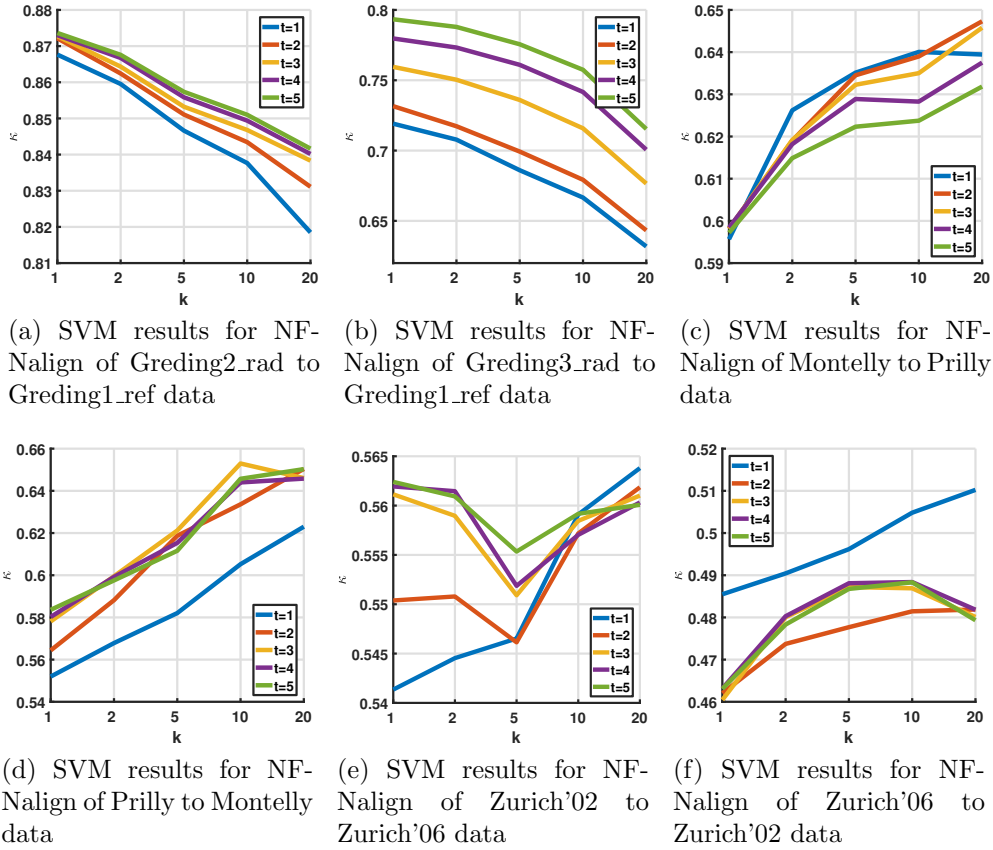 0.88
0.87
0.86
0.85
κ
0.84
0.83
0.82
0.81
1
2
5
10
20
k
t=1
t=2
t=3
t=4
t=5
0.8
0.75
κ
0.7
0.65
1
2
5
10
20
k
t=1
t=2
t=3
t=4
t=5
0.65
0.64
0.63
κ
0.62
0.61
0.6
0.59
1
2
5
10
20
k
t=1
t=2
t=3
t=4
t=5
(a) SVM results for NF-
Nalign of Greding2_rad to
Greding1_ref data
(b) SVM results for NF-
Nalign of Greding3_rad to
Greding1_ref data
(c) SVM results for NF-
Nalign of Montelly to Prilly
data
0.66
0.64
0.62
κ
0.6
0.58
0.56
0.54
1
2
5
10
20
k
t=1
t=2
t=3
t=4
t=5
0.565
0.56
0.555
κ
0.55
0.545
0.54
1
2
5
10
20
k
t=1
t=2
t=3
t=4
t=5
0.52
0.51
0.5
κ
0.49
0.48
0.47
0.46
1
2
5
10
20
k
t=1
t=2
t=3
t=4
t=5
(d) SVM results for NF-
Nalign of Prilly to Montelly
data
(e) SVM results for NF-
Nalign of Zurich'02 to
Zurich'06 data
(f) SVM results for NF-
Nalign of Zurich'06 to
Zurich'02 data